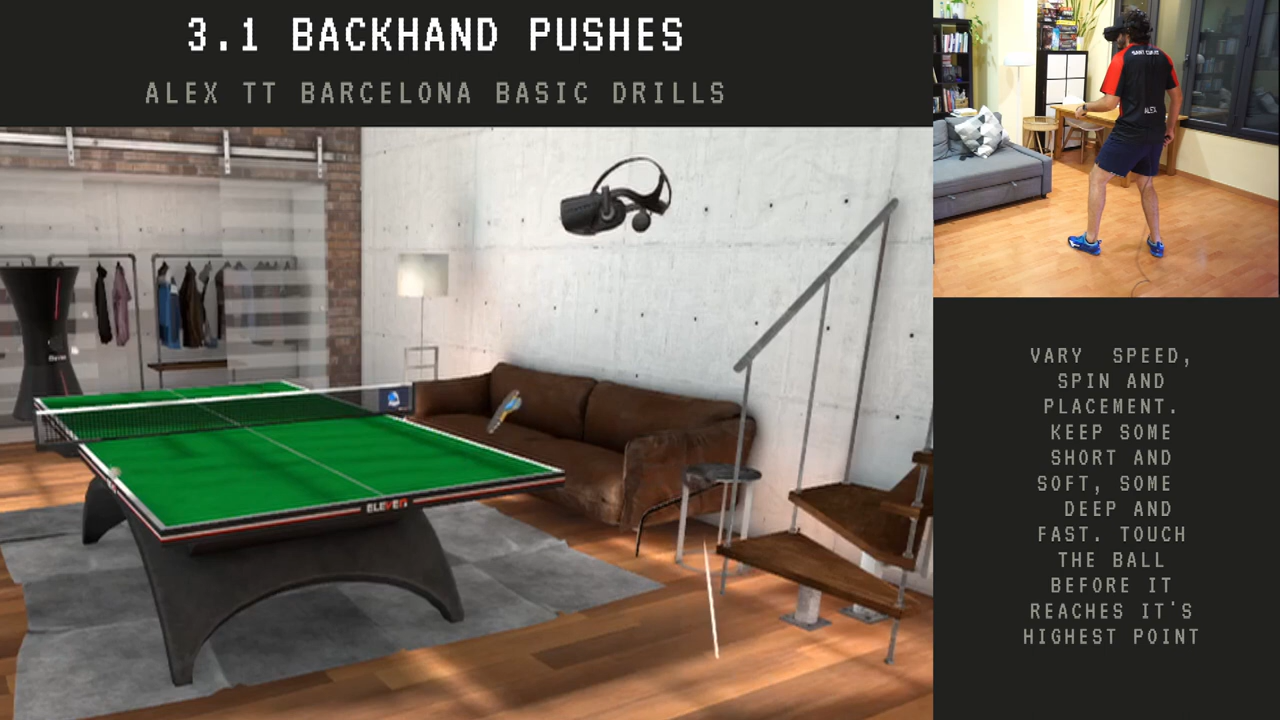 3.1 BACKHAND PUSHES
ALEX TT BARCELONA BASIC DRILLS
ALEX
ELEVEN
VARY SPEED,
SPIN AND
PLACEMENT.
KEEP SOME
SHORT AND
SOFT, SOME
DEEP AND
FAST. TOUCH
THE BALL
BEFORE IT
REACHES IT'S
HIGHEST POINT